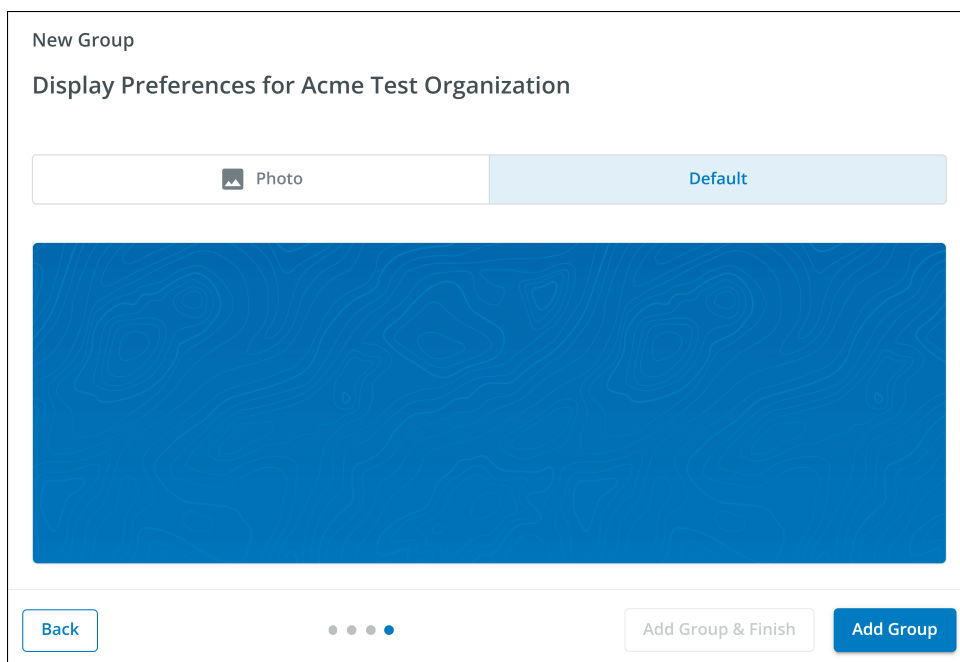 New Group
Display Preferences for Acme Test Organization
Photo
Default
Back
Add Group & Finish
Add Group